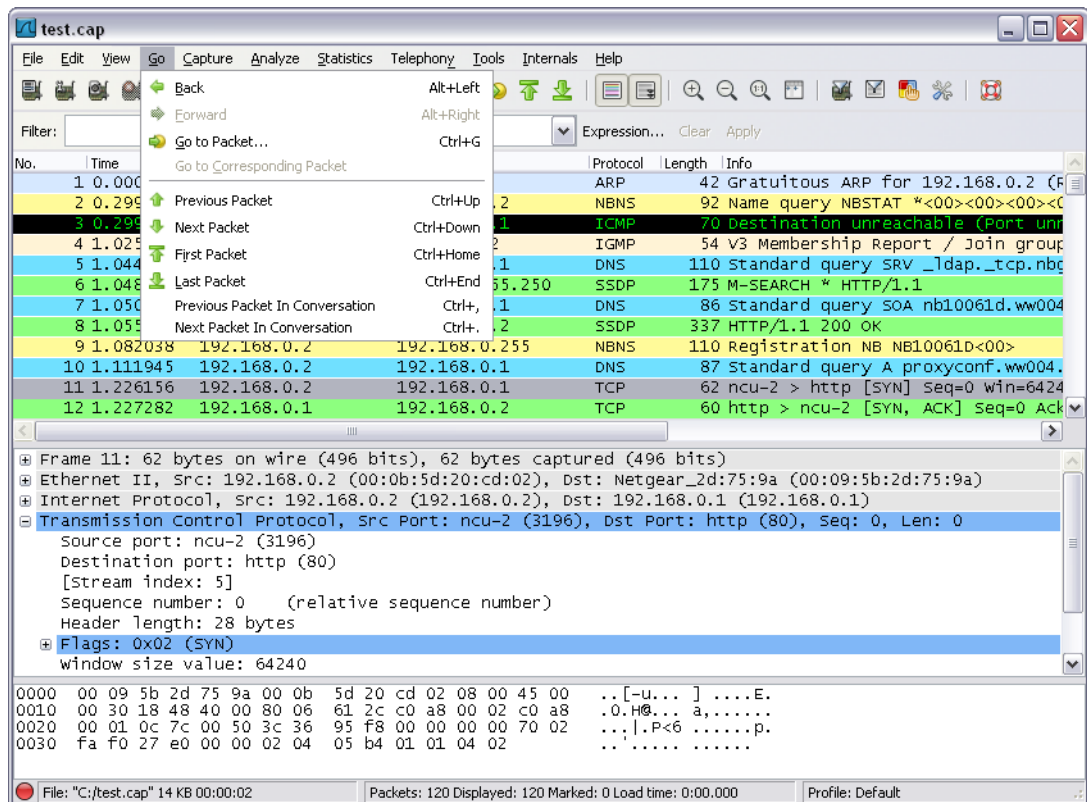 test.cap
File Edit View Go Capture Analyze Statistics Telephony Tools Internals Help
Back Alt+Left
Forward Alt+Right
Go to Packet... Ctrl+G
Go to Corresponding Packet
Previous Packet Ctrl+Up
Next Packet Ctrl+Down
First Packet Ctrl+Home
Last Packet Ctrl+End
Previous Packet In Conversation Ctrl+,
Next Packet In Conversation Ctrl+.
Filter: Expression... Clear Apply
No. Time Protocol Length Info
1 0.000 ARP 42 Gratuitous ARP for 192.168.0.2 (R
2 0.299 .2 NBNS 92 Name query NBSTAT *<00><00><00><0
3 0.299 .1 ICMP 70 Destination unreachable (Port unr
4 1.025 2 IGMP 54 V3 Membership Report / Join group
5 1.044 .1 DNS 110 Standard query SRV _ldap._tcp.nbg
6 1.048 55.250 SSDP 175 M-SEARCH * HTTP/1.1
7 1.050 .1 DNS 86 Standard query SOA nb10061d.ww004
8 1.055 .2 SSDP 337 HTTP/1.1 200 OK
9 1.082038 192.168.0.2 192.168.0.255 NBNS 110 Registration NB NB10061D<00>
10 1.111945 192.168.0.2 192.168.0.1 DNS 87 Standard query A proxyconf.ww004.
11 1.226156 192.168.0.2 192.168.0.1 TCP 62 ncu-2 > http [SYN] Seq=0 Win=6424
12 1.227282 192.168.0.1 192.168.0.2 TCP 60 http > ncu-2 [SYN, ACK] Seq=0 Ack
Frame 11: 62 bytes on wire (496 bits), 62 bytes captured (496 bits)
Ethernet II, Src: 192.168.0.2 (00:0b:5d:20:cd:02), Dst: Netgear_2d:75:9a (00:09:5b:2d:75:9a)
Internet Protocol, Src: 192.168.0.2 (192.168.0.2), Dst: 192.168.0.1 (192.168.0.1)
Transmission Control Protocol, Src Port: ncu-2 (3196), Dst Port: http (80), Seq: 0, Len: 0
Source port: ncu-2 (3196)
Destination port: http (80)
[Stream index: 5]
Sequence number: 0 (relative sequence number)
Header length: 28 bytes
Flags: 0x02 (SYN)
Window size value: 64240
0000 00 09 5b 2d 75 9a 00 0b 5d 20 cd 02 08 00 45 00 ..[-u... ] ....E.
0010 00 30 18 48 40 00 80 06 61 2c c0 a8 00 02 c0 a8 .0.H@... a,......
0020 00 01 0c 7c 00 50 3c 36 95 f8 00 00 00 00 70 02 ...|.P<6 ......p.
0030 fa f0 27 e0 00 00 02 04 05 b4 01 01 04 02 ..'..... ......
File: "C:/test.cap" 14 KB 00:00:02 Packets: 120 Displayed: 120 Marked: 0 Load time: 0:00.000 Profile: Default